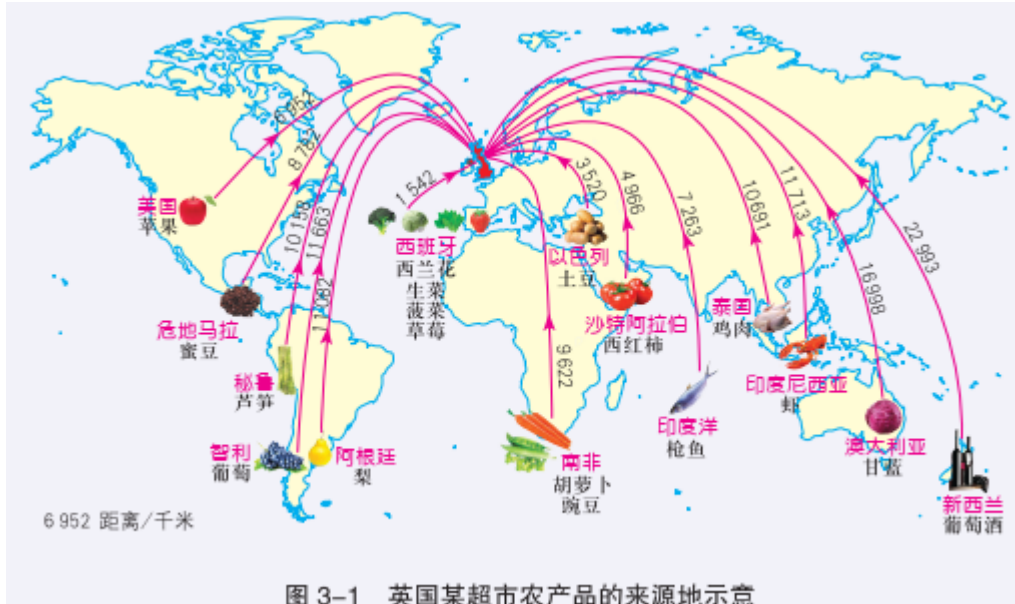 6 952
8 782
10 158
11 663
11 082
1 542
3 520
4 966
7 263
10 691
11 713
16 998
22 993
9 622
美国
苹果
危地马拉
蜜豆
秘鲁
芦笋
智利
葡萄
阿根廷
梨
西班牙
西兰花
生菜
菠菜
草莓
以色列
土豆
沙特阿拉伯
西红柿
南非
胡萝卜
豌豆
印度洋
枪鱼
泰国
鸡肉
印度尼西亚
虾
澳大利亚
甘蓝
新西兰
葡萄酒
6 952 距离/千米
图 3-1 英国某超市农产品的来源地示意